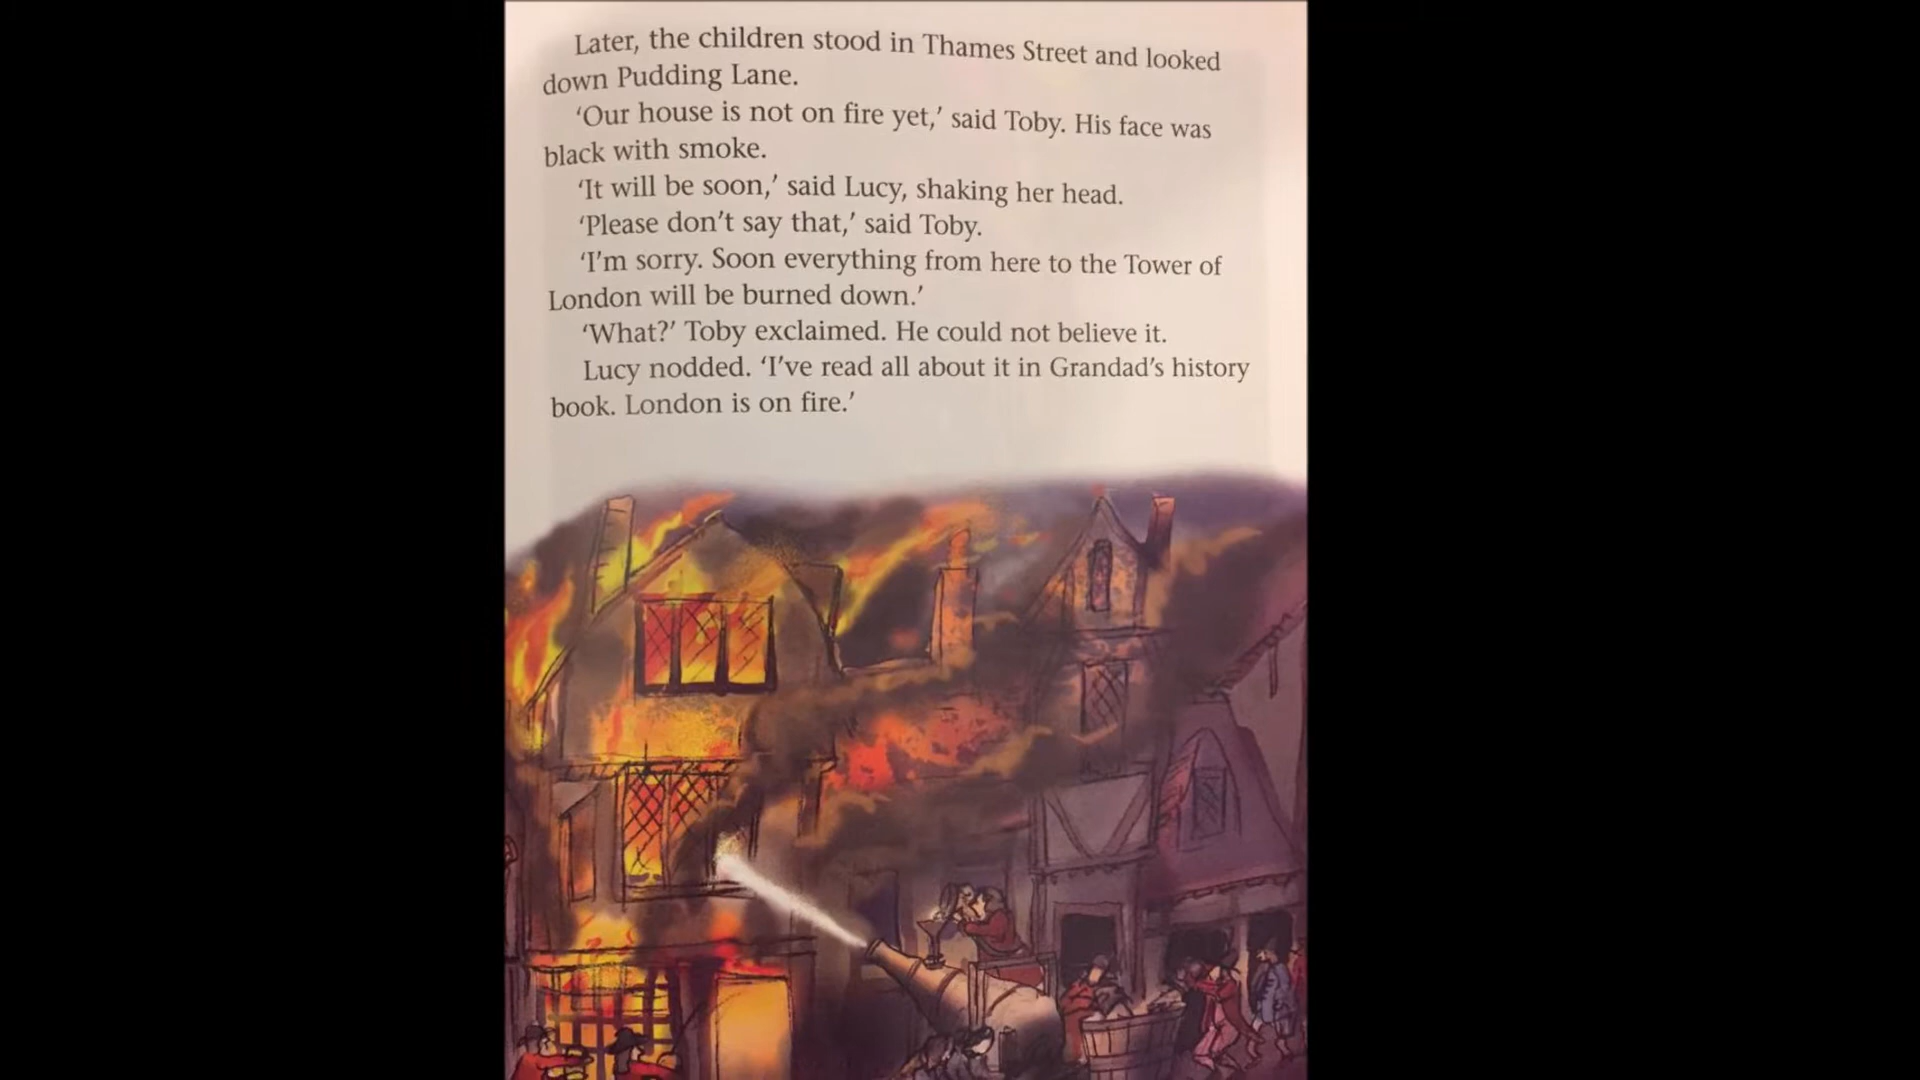 Later, the children stood in Thames Street and looked
down Pudding Lane.
‘Our house is not on fire yet,’ said Toby. His face was
black with smoke.
‘It will be soon,’ said Lucy, shaking her head.
‘Please don’t say that,’ said Toby.
‘I’m sorry. Soon everything from here to the Tower of
London will be burned down.’
‘What?’ Toby exclaimed. He could not believe it.
Lucy nodded. ‘I’ve read all about it in Grandad’s history
book. London is on fire.’